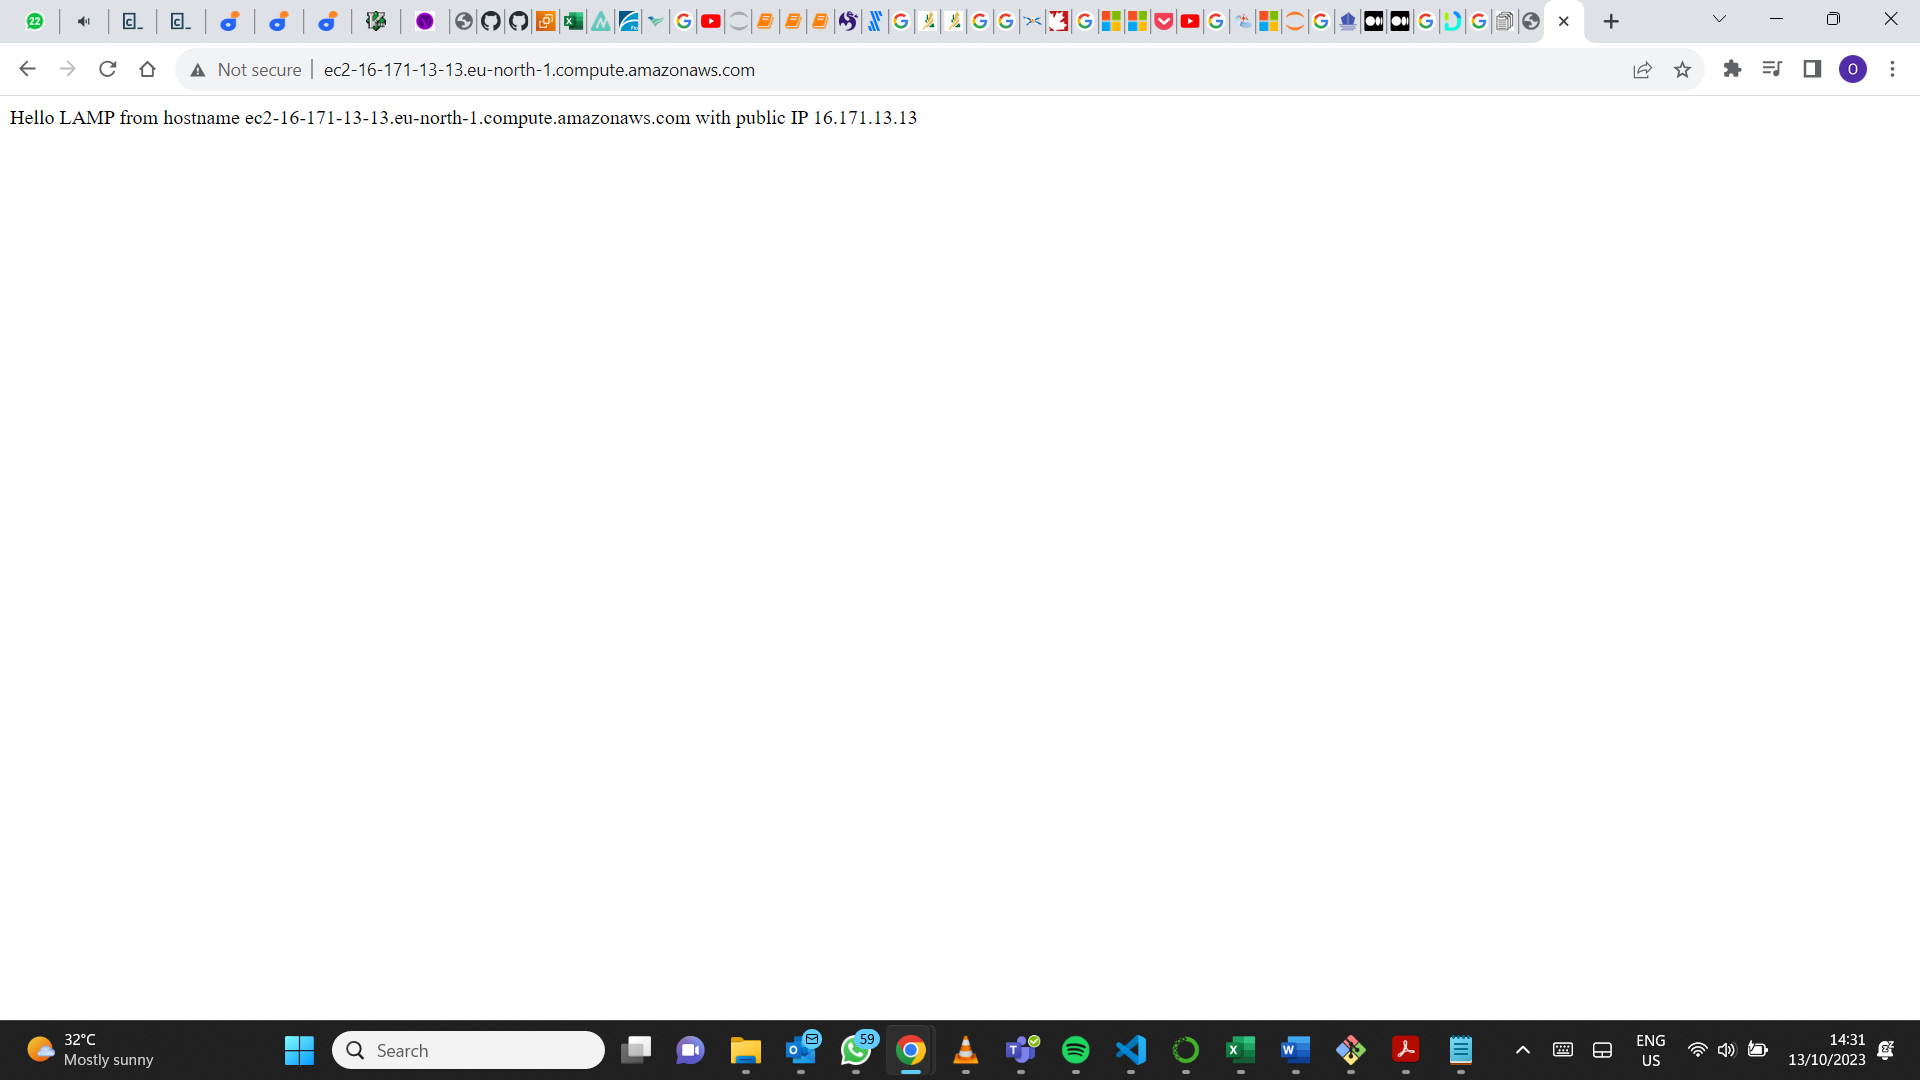 22
Not secure
ec2-16-171-13-13.eu-north-1.compute.amazonaws.com
O
Hello LAMP from hostname ec2-16-171-13-13.eu-north-1.compute.amazonaws.com with public IP 16.171.13.13
32°C
Mostly sunny
Search
59
ENG
US
14:31
13/10/2023